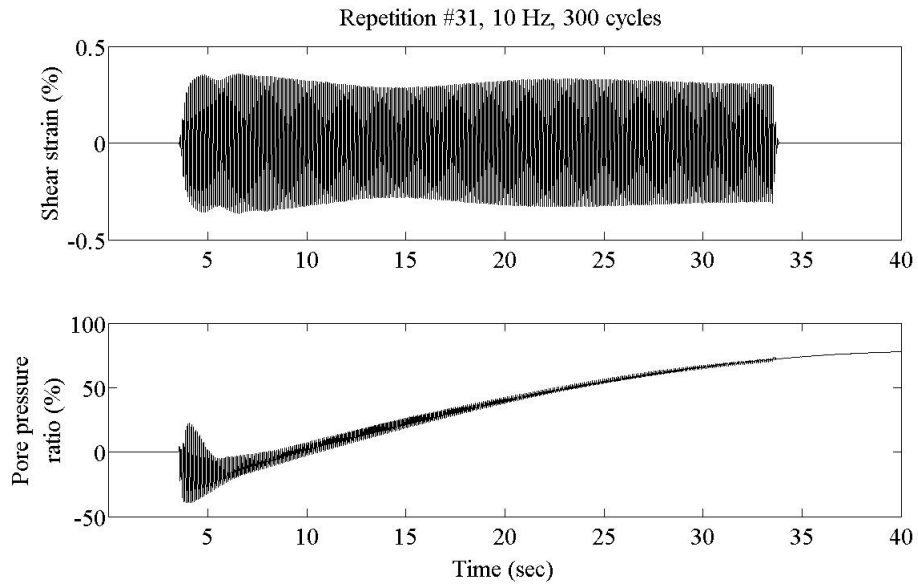 Repetition #31, 10 Hz, 300 cycles
Shear strain (%)
0.5
0
-0.5
5 10 15 20 25 30 35 40
Pore pressure
ratio (%)
100
50
0
-50
5 10 15 20 25 30 35 40
Time (sec)